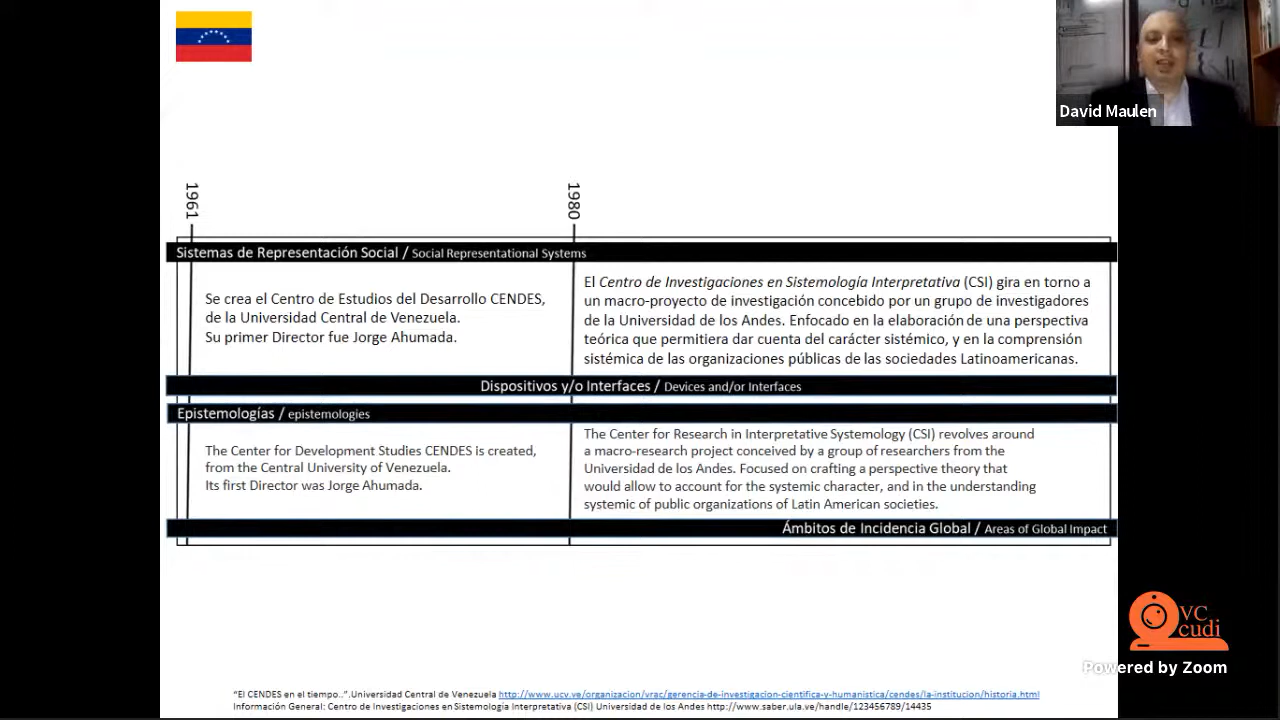 David Maulen
1961
1980
Sistemas de Representación Social / Social Representational Systems
Se crea el Centro de Estudios del Desarrollo CENDES,
de la Universidad Central de Venezuela.
Su primer Director fue Jorge Ahumada.
El Centro de Investigaciones en Sistemología Interpretativa (CSI) gira en torno a
un macro-proyecto de investigación concebido por un grupo de investigadores
de la Universidad de los Andes. Enfocado en la elaboración de una perspectiva
teórica que permitiera dar cuenta del carácter sistémico, y en la comprensión
sistémica de las organizaciones públicas de las sociedades Latinoamericanas.
Dispositivos y/o Interfaces / Devices and/or Interfaces
Epistemologías / epistemologies
The Center for Development Studies CENDES is created,
from the Central University of Venezuela.
Its first Director was Jorge Ahumada.
The Center for Research in Interpretative Systemology (CSI) revolves around
a macro-research project conceived by a group of researchers from the
Universidad de los Andes. Focused on crafting a perspective theory that
would allow to account for the systemic character, and in the understanding
systemic of public organizations of Latin American societies.
Ámbitos de Incidencia Global / Areas of Global Impact
VC
cudi
Powered by Zoom
“El CENDES en el tiempo..”.Universidad Central de Venezuela http://www.ucv.ve/organizacion/vrac/gerencia-de-investigacion-cientifica-y-humanistica/cendes/la-institucion/historia.html
Información General: Centro de Investigaciones en Sistemología Interpretativa (CSI) Universidad de los Andes http://www.saber.ula.ve/handle/123456789/14435